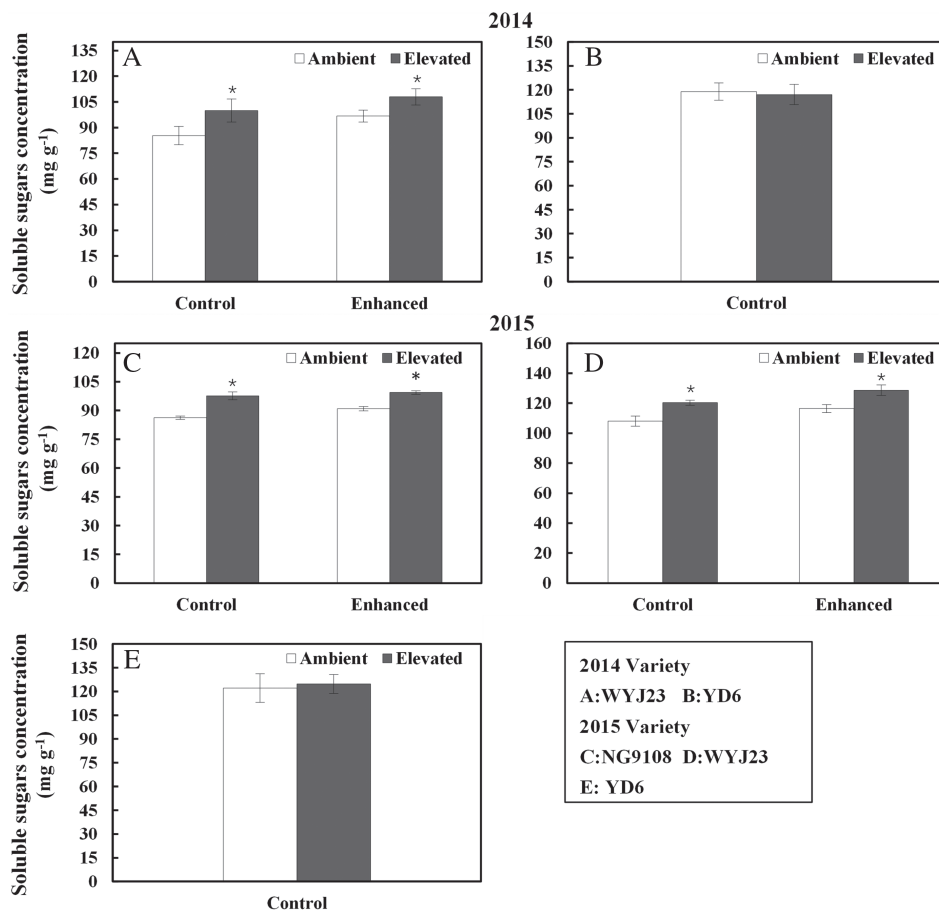 2014
A
Ambient Elevated
Soluble sugars concentration
(mg g-1)
135
120
105
90
75
60
45
30
15
0
*
*
Control Enhanced
B
Ambient Elevated
150
135
120
105
90
75
60
45
30
15
0
Control
2015
C
Ambient Elevated
Soluble sugars concentration
(mg g-1)
120
105
90
75
60
45
30
15
0
*
*
Control Enhanced
D
Ambient Elevated
160
140
120
100
80
60
40
20
0
*
*
Control Enhanced
E
Ambient Elevated
Soluble sugars concentration
(mg g-1)
150
135
120
105
90
75
60
45
30
15
0
Control
2014 Variety
A:WYJ23 B:YD6
2015 Variety
C:NG9108 D:WYJ23
E: YD6